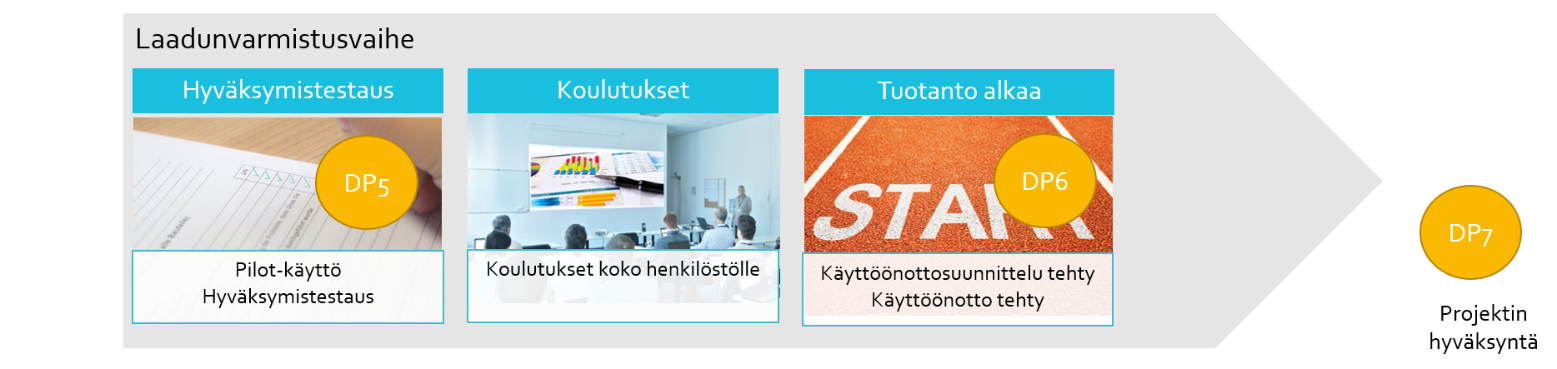 Laadunvarmistusvaihe
Hyväksymistestaus
DP5
Pilot-käyttö
Hyväksymistestaus
Koulutukset
Koulutukset koko henkilöstölle
Tuotanto alkaa
START
DP6
Käyttöönottosuunnittelu tehty
Käyttöönotto tehty
DP7
Projektin
hyväksyntä